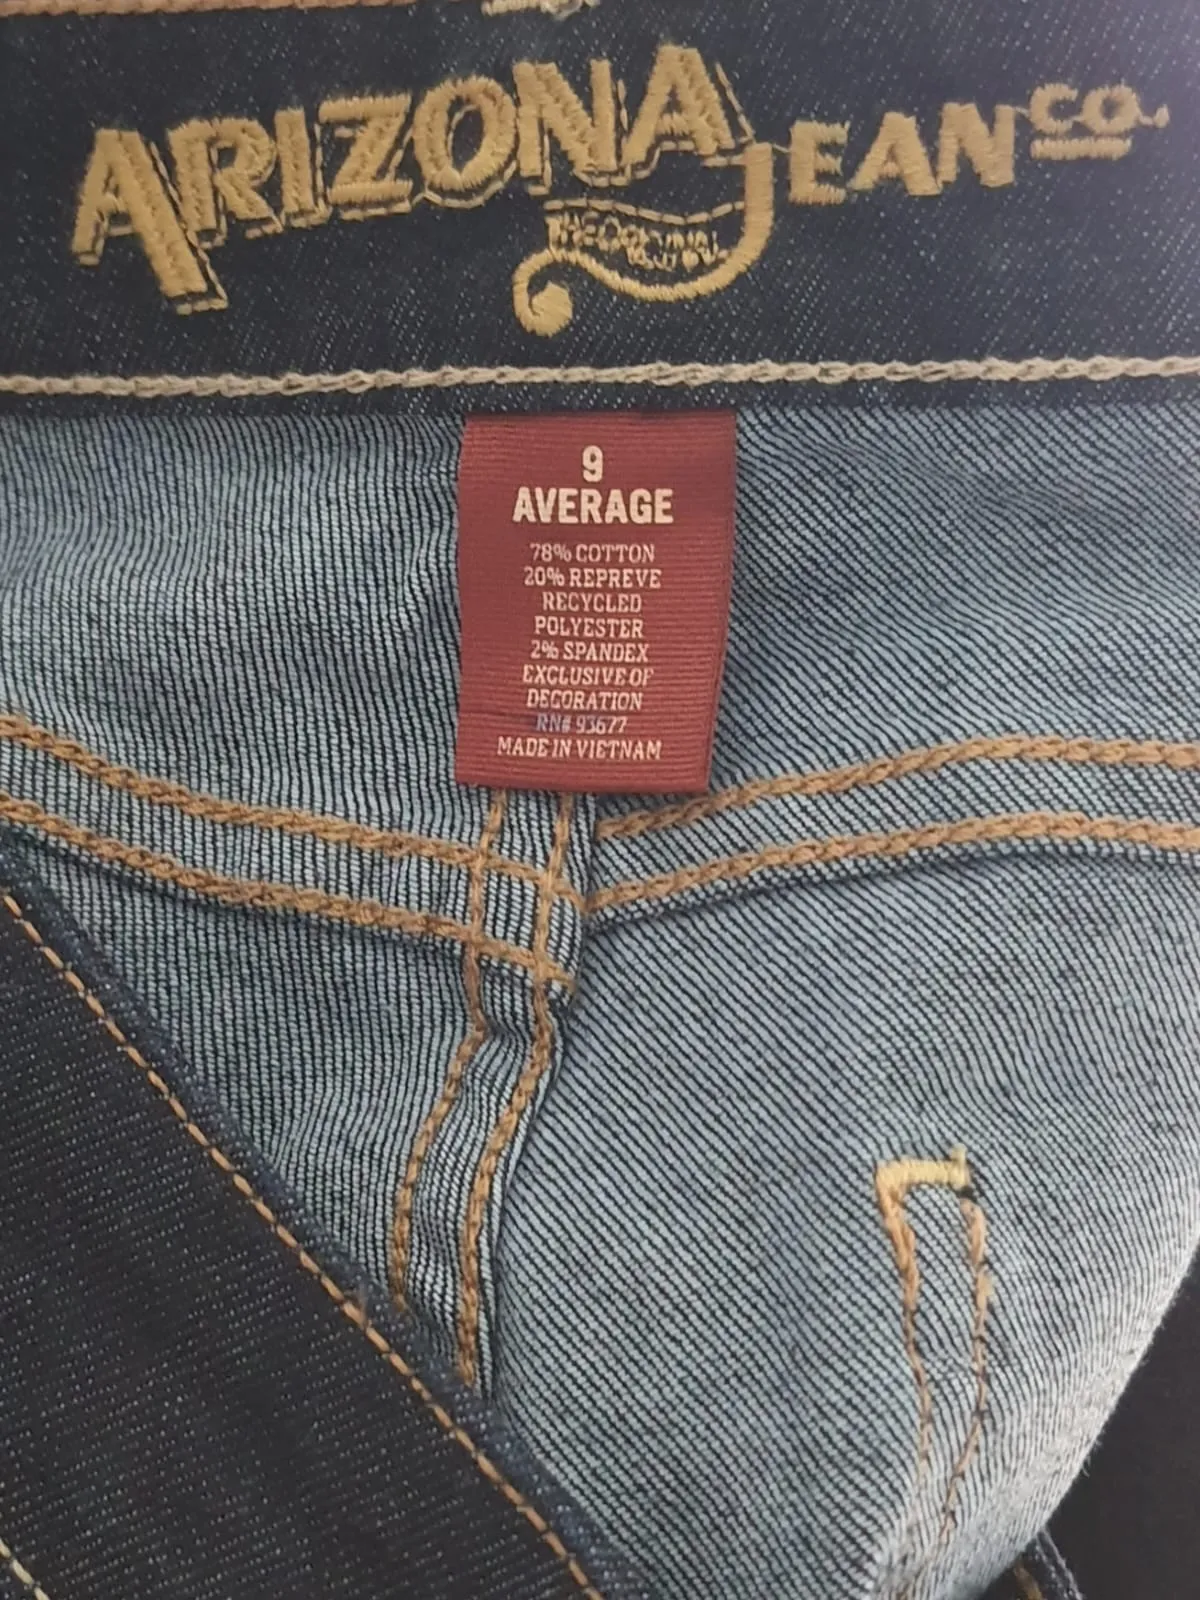 ARIZONA JEAN CO.
THE ORIGINAL
9
AVERAGE
78% COTTON
20% REPREVE
RECYCLED
POLYESTER
2% SPANDEX
EXCLUSIVE OF
DECORATION
RN# 93677
MADE IN VIETNAM